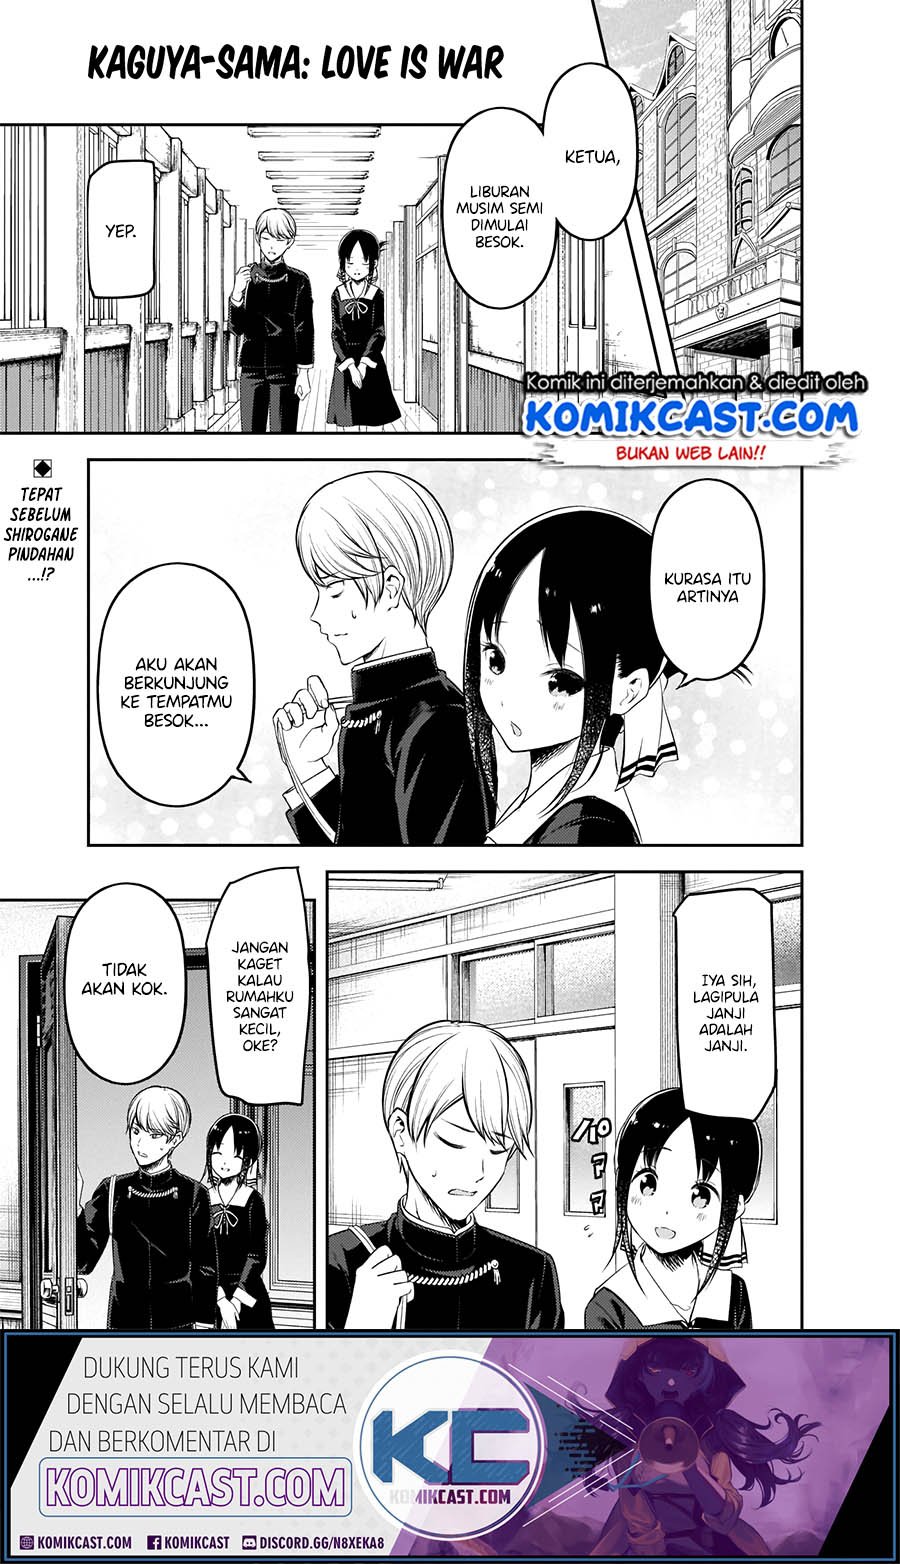 KAGUYA-SAMA: LOVE IS WAR
KETUA,
LIBURAN
MUSIM SEMI
DIMULAI
BESOK.
YEP.
Komik ini diterjemahkan & diedit oleh
KOMIKCAST.COM
BUKAN WEB LAIN!!
TEPAT
SEBELUM
SHIROGANE
PINDAHAN
...!?
KURASA ITU
ARTINYA
AKU AKAN
BERKUNJUNG
KE TEMPATMU
BESOK...
IYA SIH,
LAGIPULA
JANJI
ADALAH
JANJI.
パァァ
JANGAN
KAGET
KALAU
RUMAHKU
SANGAT
KECIL,
OKE?
TIDAK
AKAN KOK.
DUKUNG TERUS KAMI
DENGAN SELALU MEMBACA
DAN BERKOMENTAR DI
KOMIKCAST.COM
KOMIKCAST.COM
KOMIKCAST
DISCORD.GG/N8XEKA8
KC
KOMIKCAST.COM